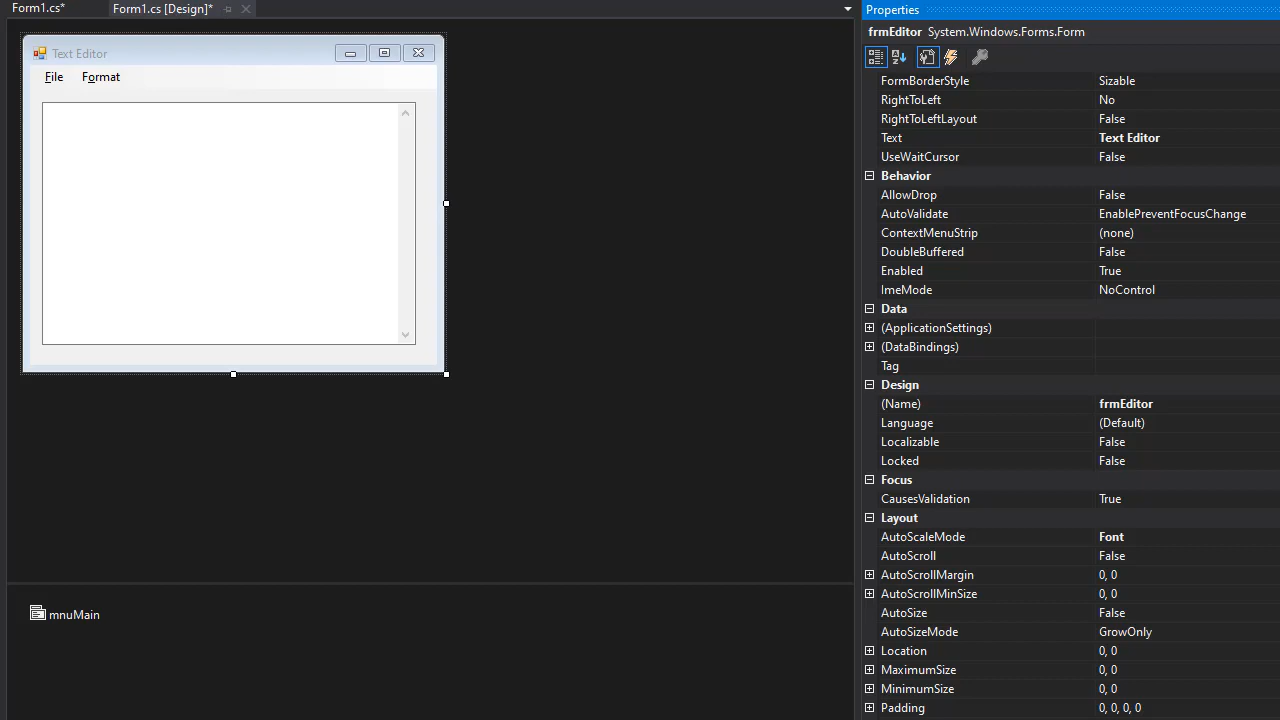 Form1.cs*
Form1.cs [Design]*
Text Editor
File Format
mnuMain
Properties
frmEditor System.Windows.Forms.Form
FormBorderStyle Sizable
RightToLeft No
RightToLeftLayout False
Text Text Editor
UseWaitCursor False
Behavior
AllowDrop False
AutoValidate EnablePreventFocusChange
ContextMenuStrip (none)
DoubleBuffered False
Enabled True
ImeMode NoControl
Data
(ApplicationSettings)
(DataBindings)
Tag
Design
(Name) frmEditor
Language (Default)
Localizable False
Locked False
Focus
CausesValidation True
Layout
AutoScaleMode Font
AutoScroll False
AutoScrollMargin 0, 0
AutoScrollMinSize 0, 0
AutoSize False
AutoSizeMode GrowOnly
Location 0, 0
MaximumSize 0, 0
MinimumSize 0, 0
Padding 0, 0, 0, 0